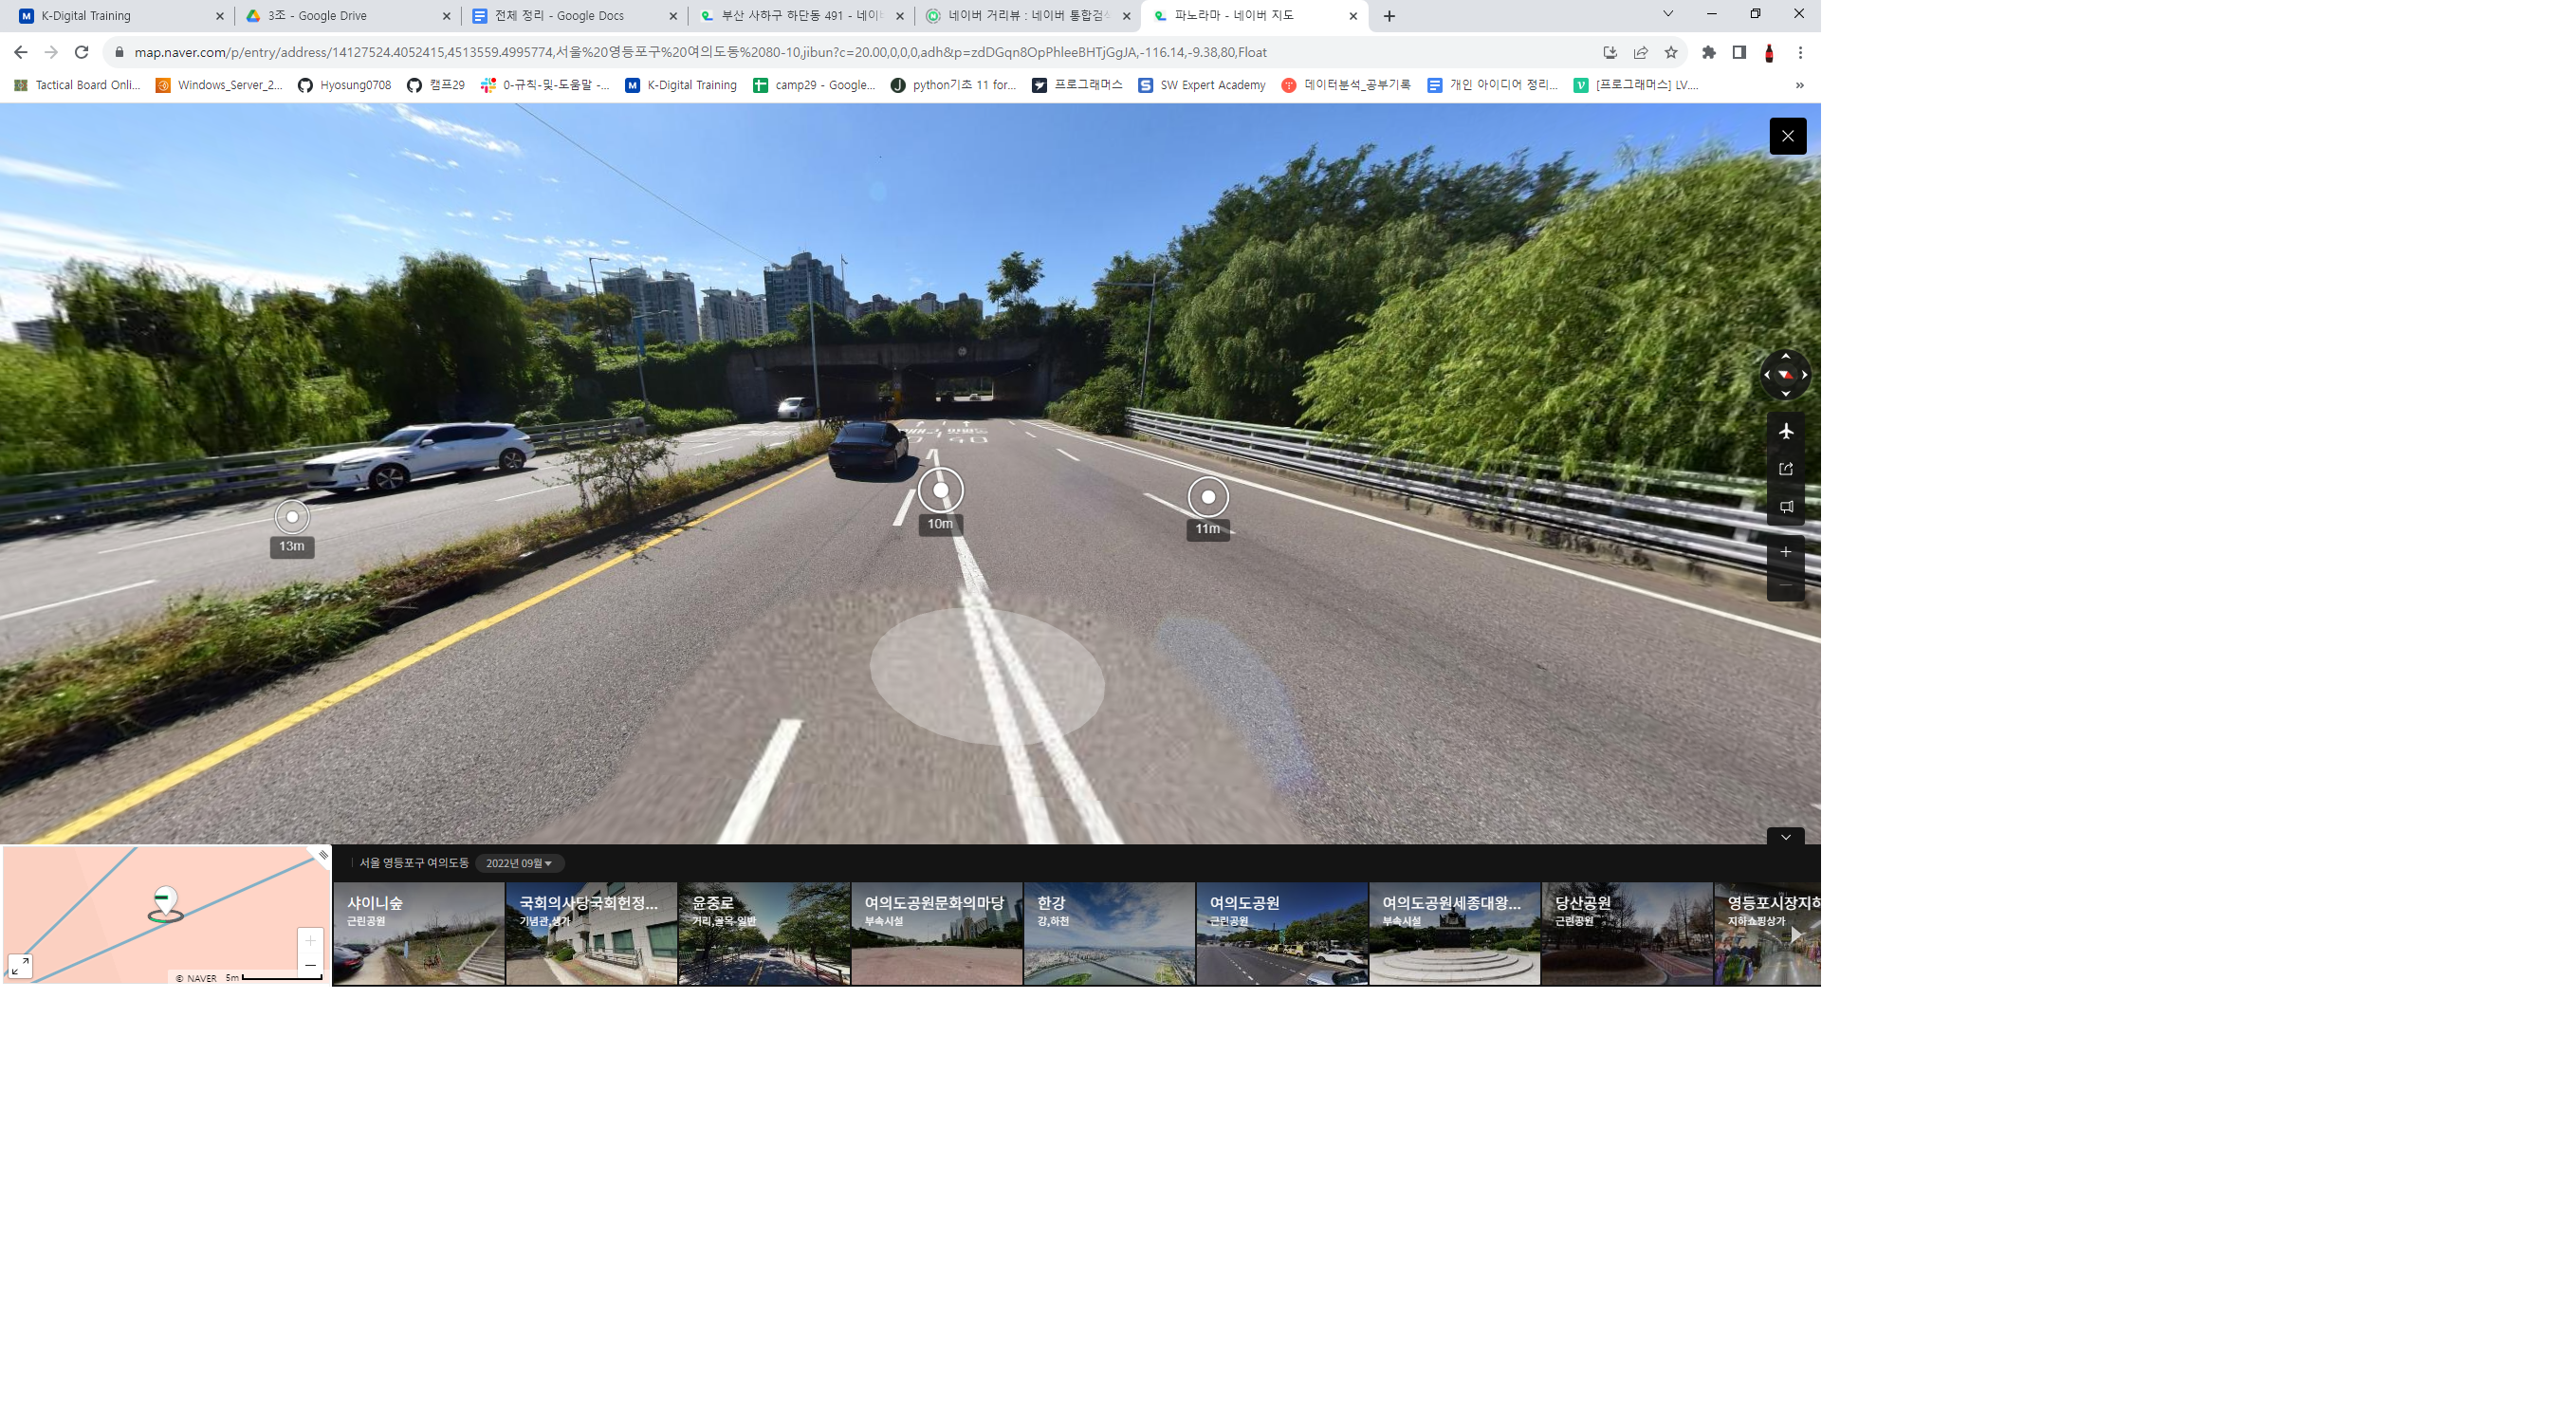 K-Digital Training
3조 - Google Drive
전체 정리 - Google Docs
부산 사하구 하단동 491 - 네이
네이버 거리뷰 : 네이버 통합검색
파노라마 - 네이버 지도
map.naver.com/p/entry/address/14127524.4052415,4513559.4995774,서울%20영등포구%20여의도동%2080-10,jibun?c=20.00,0,0,0,adh&p=zdDGqn8OpPhleeBHTjGgJA,-116.14,-9.38,80,Float
Tactical Board Onli...
Windows_Server_2...
Hyosung0708
캠프29
0-규칙-및-도움말 -...
K-Digital Training
camp29 - Google...
python기초 11 for...
프로그래머스
SW Expert Academy
데이터분석_공부기록
개인 아이디어 정리...
[프로그래머스] LV....
»
13m
10m
11m
서울 영등포구 여의도동
2022년 09월
© NAVER 5m
샤이니숲
근린공원
국회의사당국회헌정...
기념관,생가
윤중로
거리,골목-일반
여의도공원문화의마당
부속시설
한강
강,하천
여의도공원
근린공원
여의도공원세종대왕...
부속시설
당산공원
근린공원
영등포시장지하
지하쇼핑상가